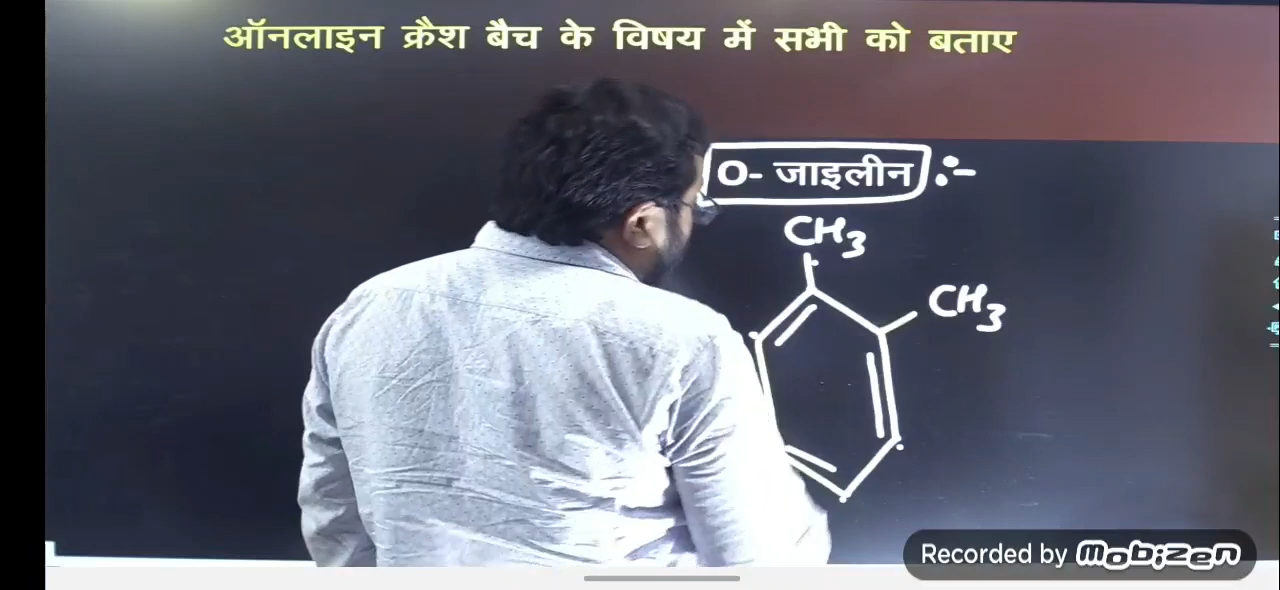 ऑनलाइन क्रैश बैच के विषय में सभी को बताए
O- जाइलीन :-
CH3
CH3
Recorded by mobizen